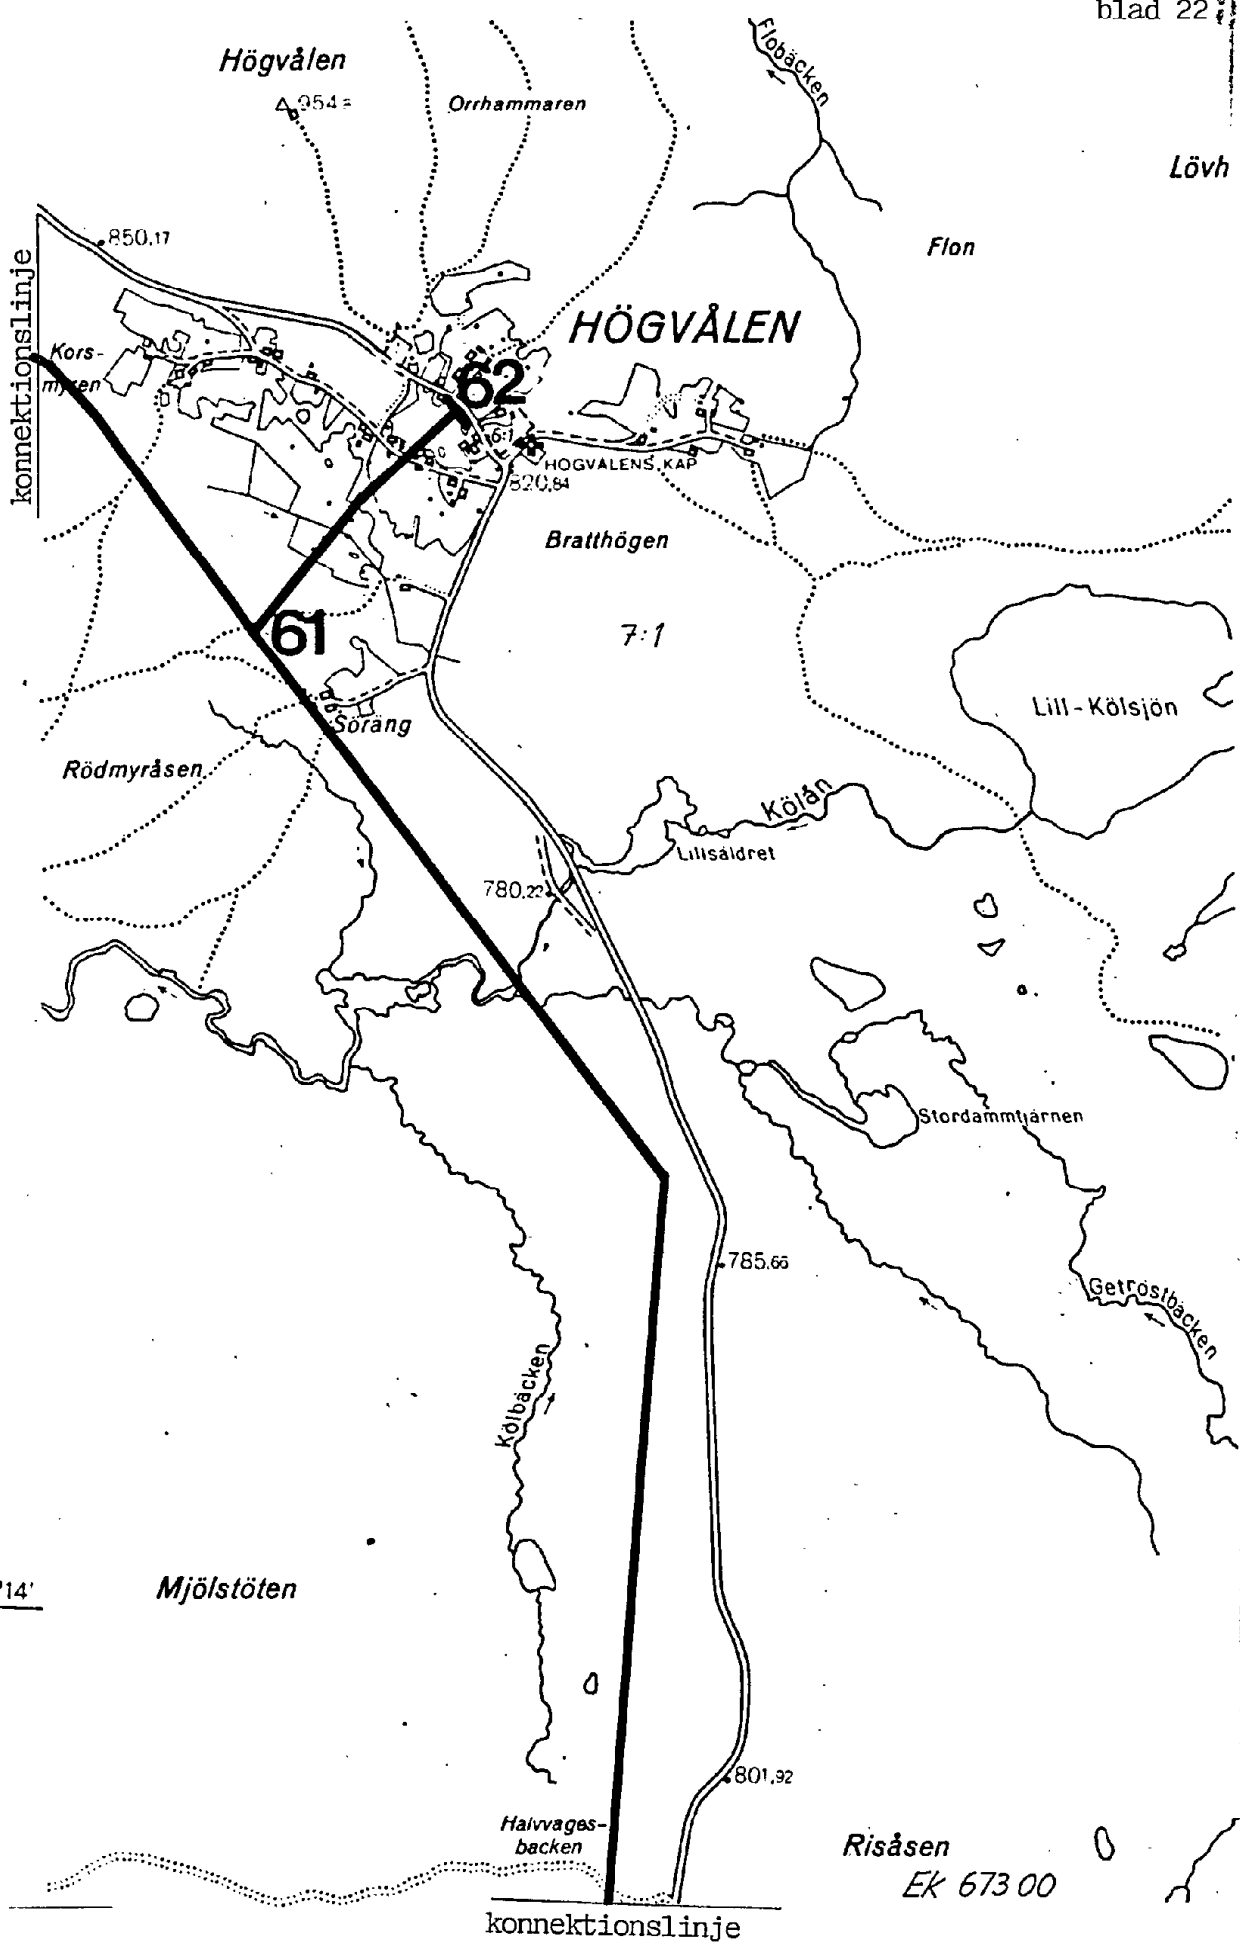 blad 22
Högvålen
954
Orrhammaren
Flobäcken
Lövh
850,17
Flon
konnektionslinje
HÖGVÅLEN
Kors-
myren
62
6:1
HÖGVÅLENS KAP
820,84
Bratthögen
61
7:1
Lill-Kölsjön
Söräng
Rödmyråsen
Kölån
Lillsåldret
780,22
Stordammtjärnen
785,66
Getröstbäcken
Kölbäcken
14'
Mjölstöten
801,92
Halvvägs-
backen
Risåsen
EK 673 00
konnektionslinje